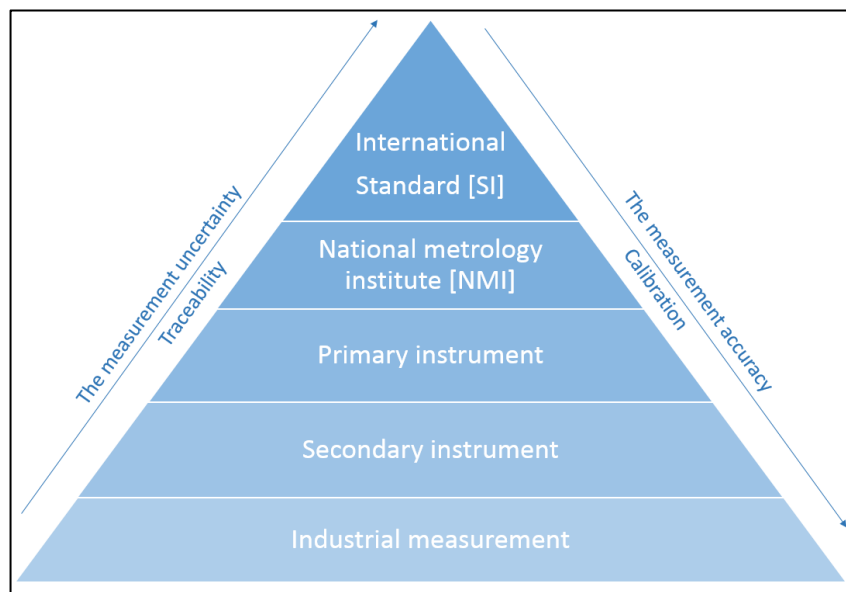 International
Standard [SI]
National metrology
institute [NMI]
Primary instrument
Secondary instrument
Industrial measurement
The measurement uncertainty
Traceability
The measurement accuracy
Calibration